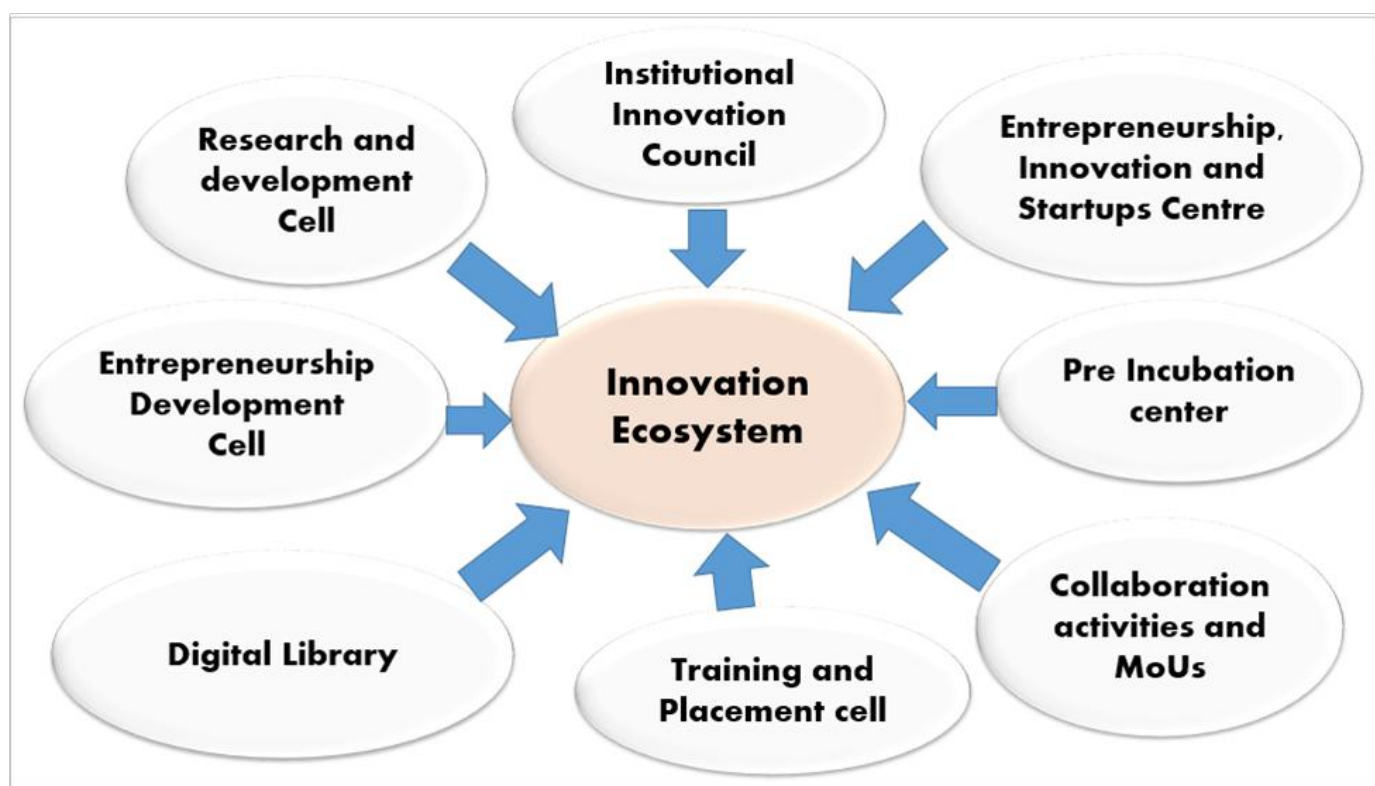 Institutional
Innovation
Council
Research and
development
Cell
Entrepreneurship,
Innovation and
Startups Centre
Entrepreneurship
Development
Cell
Innovation
Ecosystem
Pre Incubation
center
Digital Library
Training and
Placement cell
Collaboration
activities and
MoUs